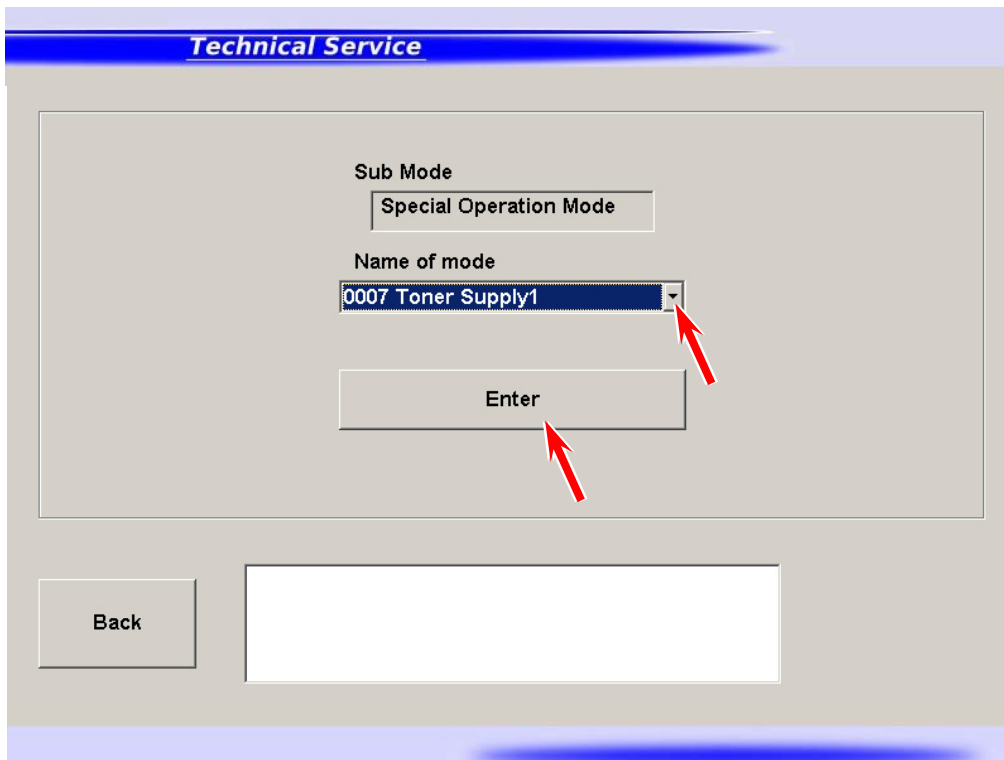 Technical Service
Sub Mode
Special Operation Mode
Name of mode
0007 Toner Supply1
Enter
Back